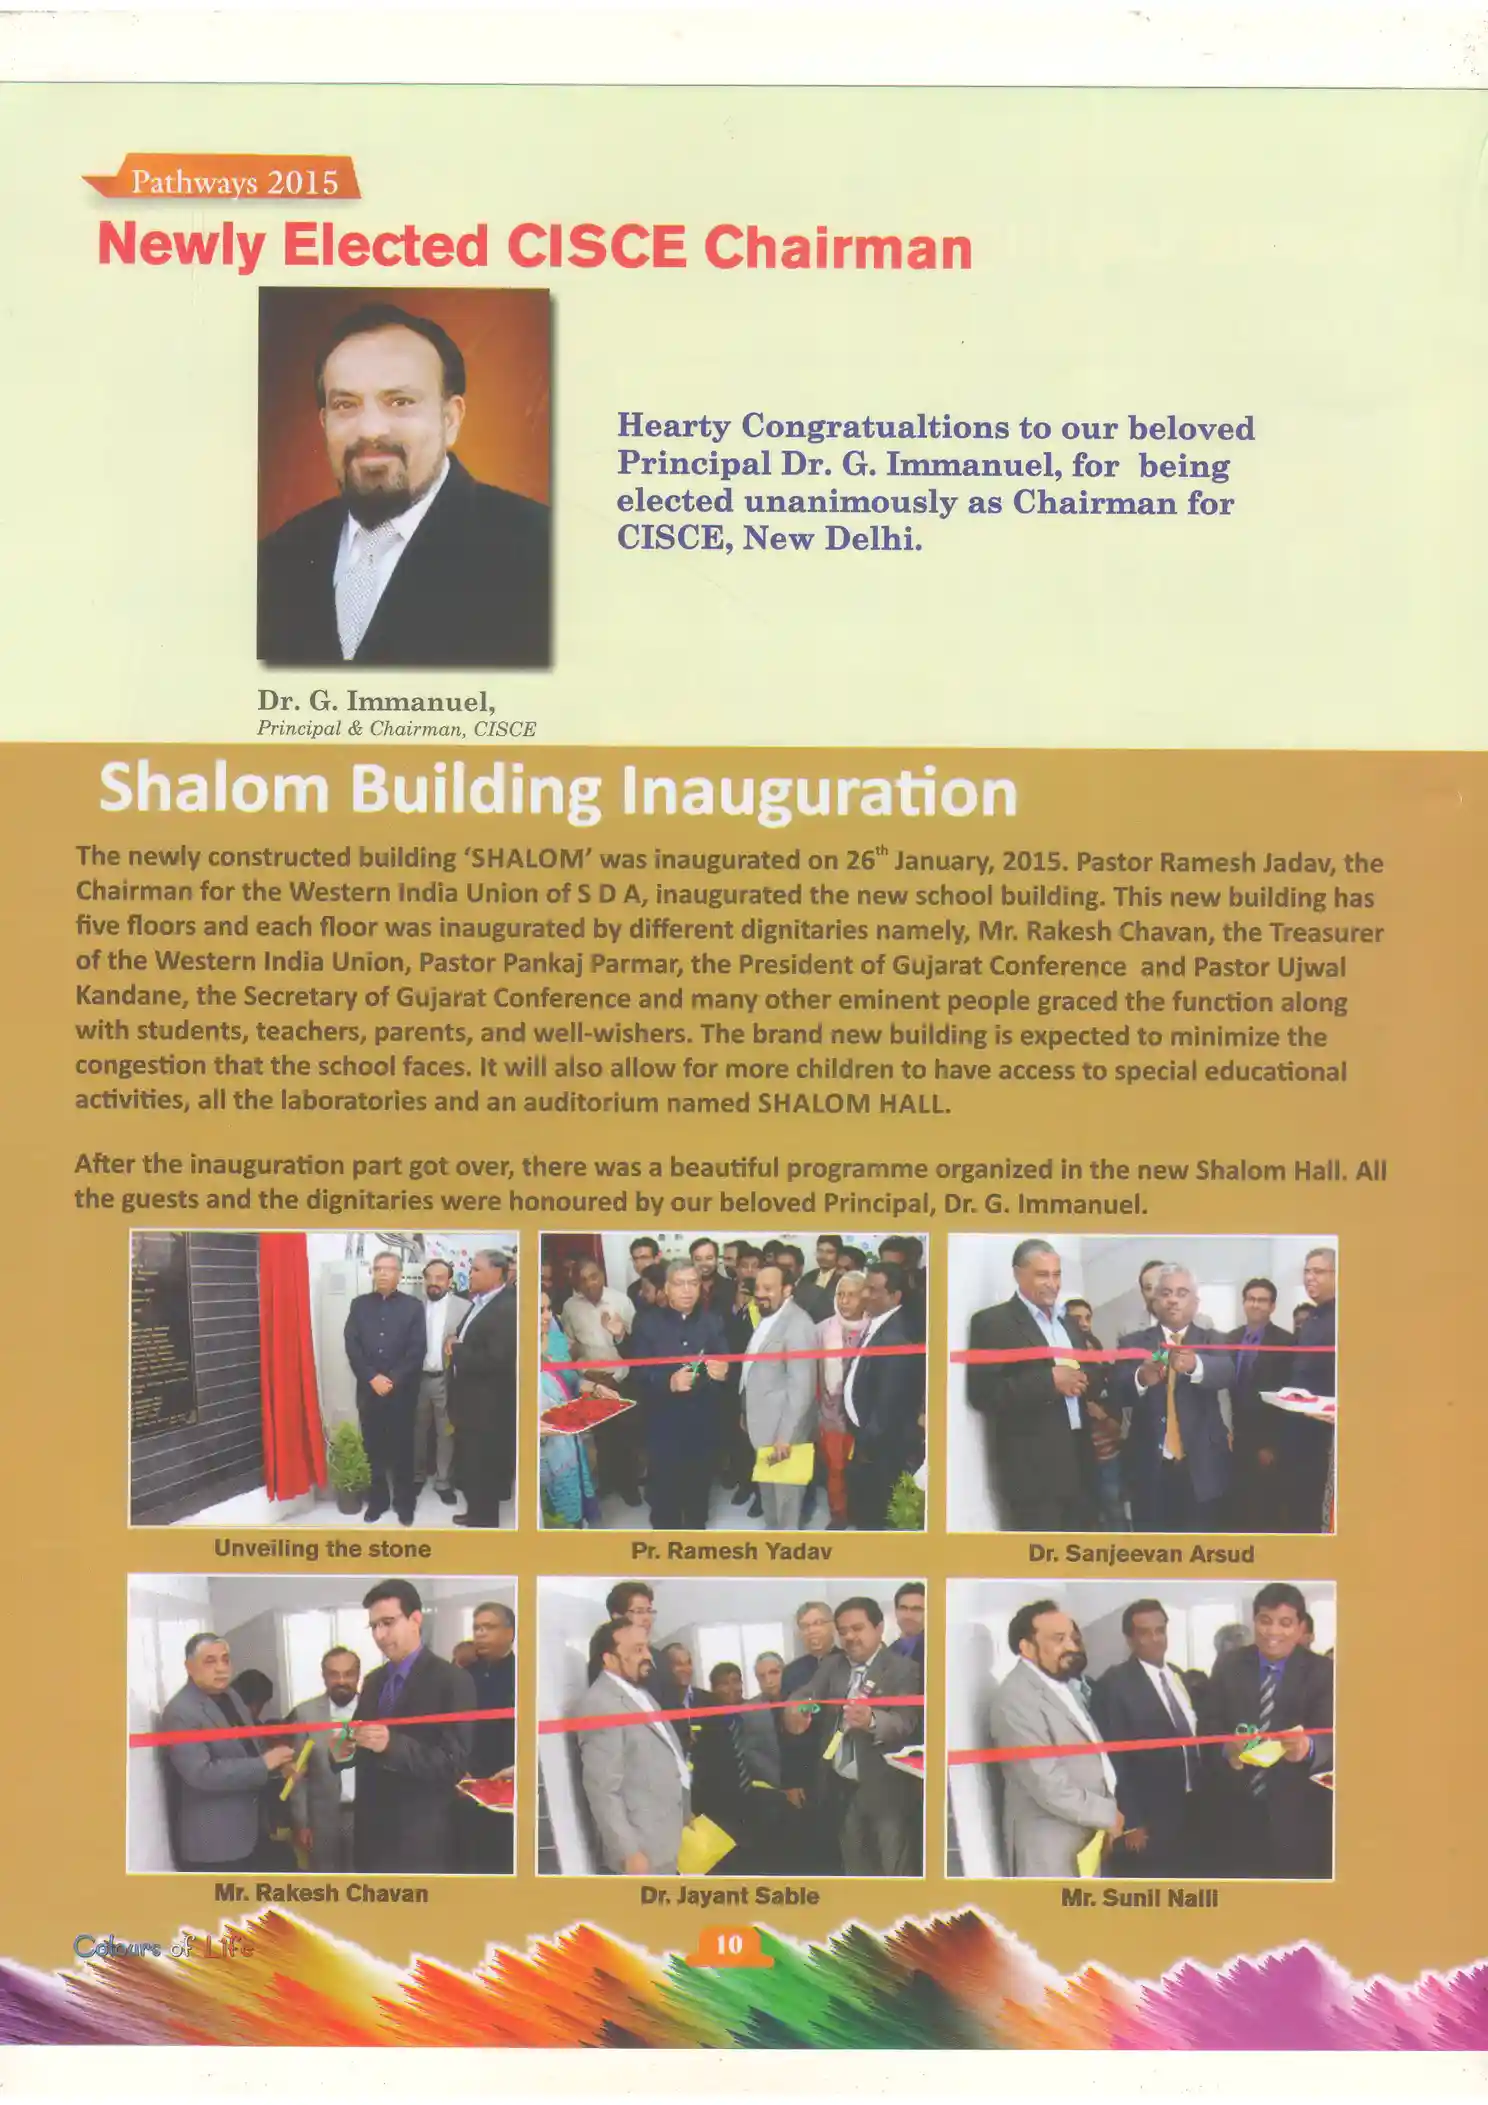 Pathways 2015
Newly Elected CISCE Chairman
Hearty Congratualtions to our beloved
Principal Dr. G. Immanuel, for being
elected unanimously as Chairman for
CISCE, New Delhi.
Dr. G. Immanuel,
Principal & Chairman, CISCE
Shalom Building Inauguration
The newly constructed building ‘SHALOM’ was inaugurated on 26th January, 2015. Pastor Ramesh Jadav, the
Chairman for the Western India Union of S D A, inaugurated the new school building. This new building has
five floors and each floor was inaugurated by different dignitaries namely, Mr. Rakesh Chavan, the Treasurer
of the Western India Union, Pastor Pankaj Parmar, the President of Gujarat Conference and Pastor Ujwal
Kandane, the Secretary of Gujarat Conference and many other eminent people graced the function along
with students, teachers, parents, and well-wishers. The brand new building is expected to minimize the
congestion that the school faces. It will also allow for more children to have access to special educational
activities, all the laboratories and an auditorium named SHALOM HALL.
After the inauguration part got over, there was a beautiful programme organized in the new Shalom Hall. All
the guests and the dignitaries were honoured by our beloved Principal, Dr. G. Immanuel.
Unveiling the stone
Pr. Ramesh Yadav
Dr. Sanjeevan Arsud
Mr. Rakesh Chavan
Dr. Jayant Sable
Mr. Sunil Nalli
Colours of Life
10